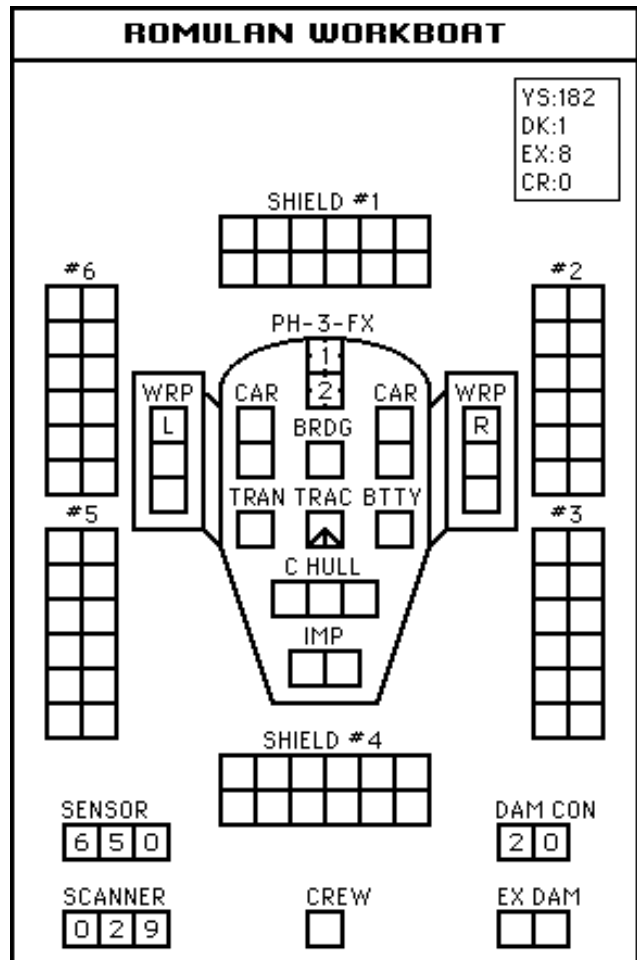 ROMULAN WORKBOAT
YS:182
DK:1
EX:8
CR:0
SHIELD #1
#6
#2
PH-3-FX
1
2
WRP
L
CAR
CAR
WRP
R
BRDG
TRAN TRAC BTTY
#5
#3
C HULL
IMP
SHIELD #4
SENSOR
6 5 0
DAM CON
2 0
SCANNER
0 2 9
CREW
EX DAM